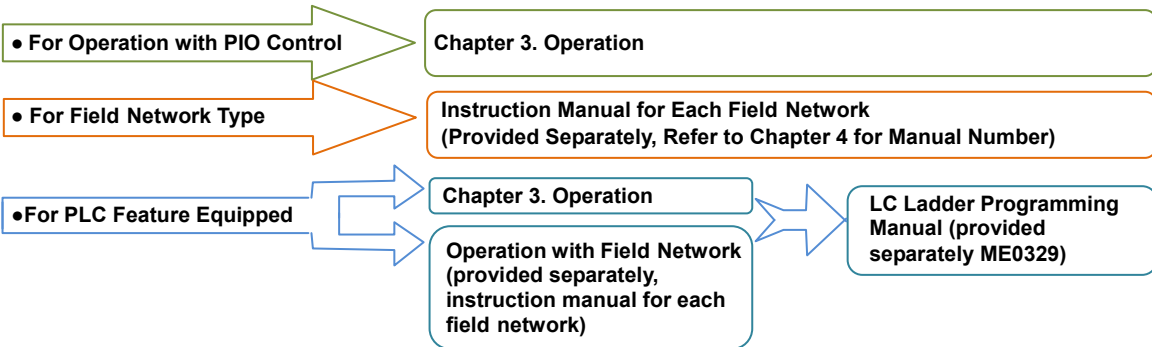 ● For Operation with PIO Control
Chapter 3. Operation
● For Field Network Type
Instruction Manual for Each Field Network
(Provided Separately, Refer to Chapter 4 for Manual Number)
●For PLC Feature Equipped
Chapter 3. Operation
Operation with Field Network
(provided separately,
instruction manual for each
field network)
LC Ladder Programming
Manual (provided
separately ME0329)